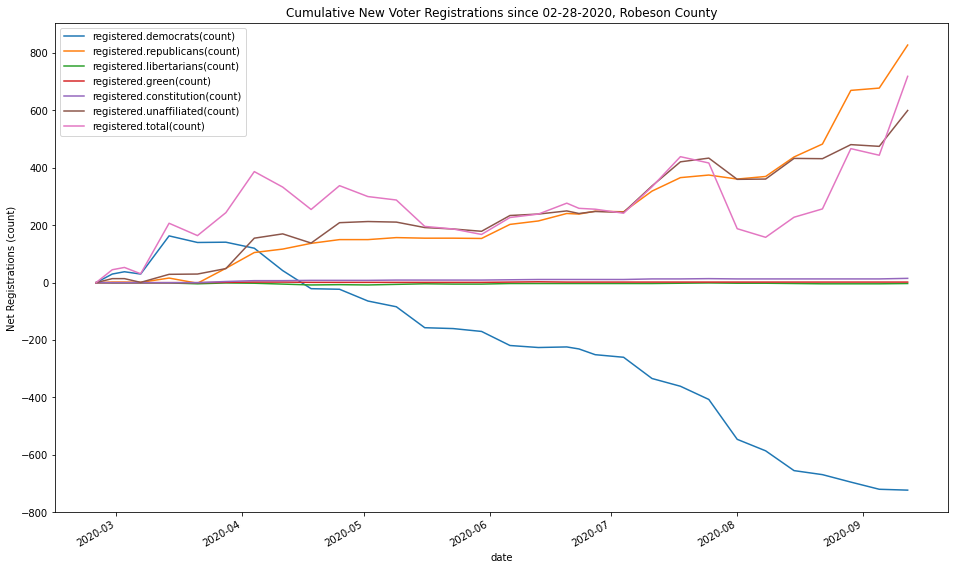 Cumulative New Voter Registrations since 02-28-2020, Robeson County
registered.democrats(count)
registered.republicans(count)
registered.libertarians(count)
registered.green(count)
registered.constitution(count)
registered.unaffiliated(count)
registered.total(count)
Net Registrations (count)
800
600
400
200
0
−200
−400
−600
−800
2020-03
2020-04
2020-05
2020-06
2020-07
2020-08
2020-09
date